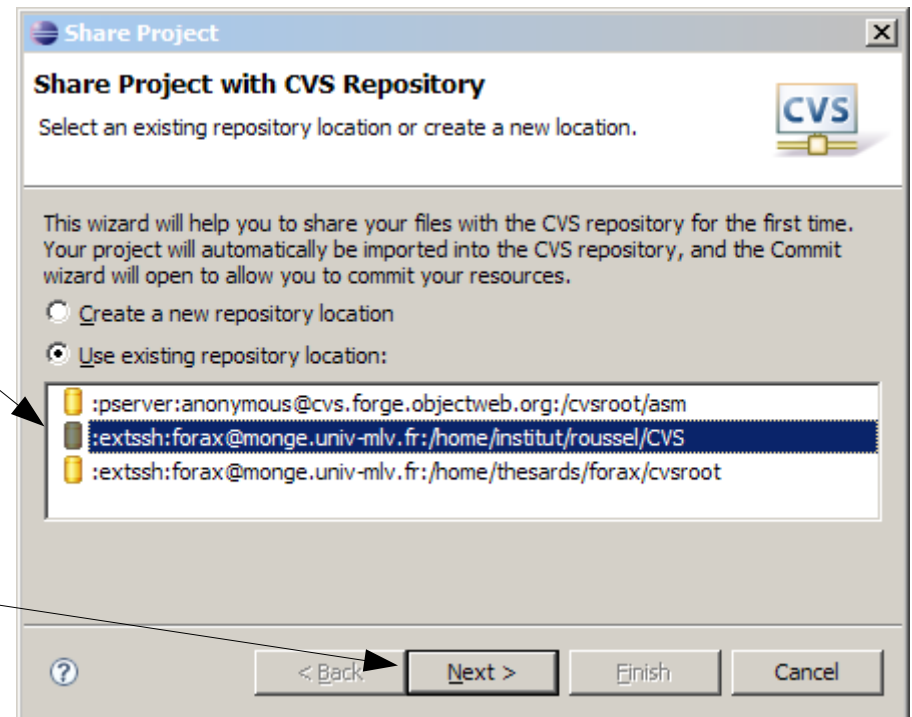 Share Project
Share Project with CVS Repository
Select an existing repository location or create a new location.
CVS
This wizard will help you to share your files with the CVS repository for the first time.
Your project will automatically be imported into the CVS repository, and the Commit
wizard will open to allow you to commit your resources.
Create a new repository location
Use existing repository location:
:pserver:anonymous@cvs.forge.objectweb.org:/cvsroot/asm
:extssh:forax@monge.univ-mlv.fr:/home/institut/roussel/CVS
:extssh:forax@monge.univ-mlv.fr:/home/thesards/forax/cvsroot
? < Back Next > Finish Cancel